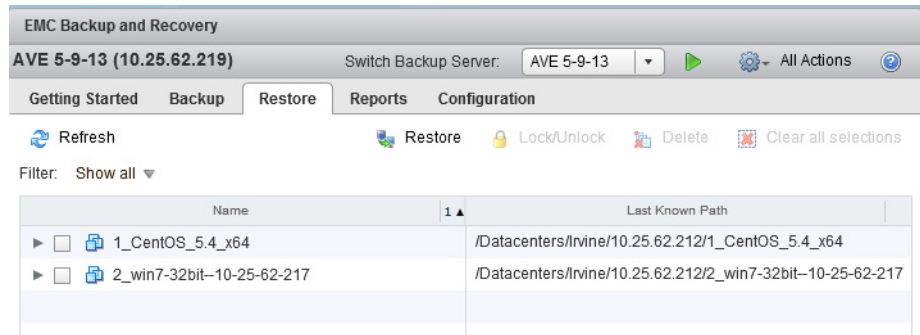 EMC Backup and Recovery
AVE 5-9-13 (10.25.62.219) Switch Backup Server: AVE 5-9-13 All Actions
Getting Started Backup Restore Reports Configuration
Refresh Restore Lock/Unlock Delete Clear all selections
Filter: Show all
Name 1 Last Known Path
1_CentOS_5.4_x64 /Datacenters/Irvine/10.25.62.212/1_CentOS_5.4_x64
2_win7-32bit--10-25-62-217 /Datacenters/Irvine/10.25.62.212/2_win7-32bit--10-25-62-217